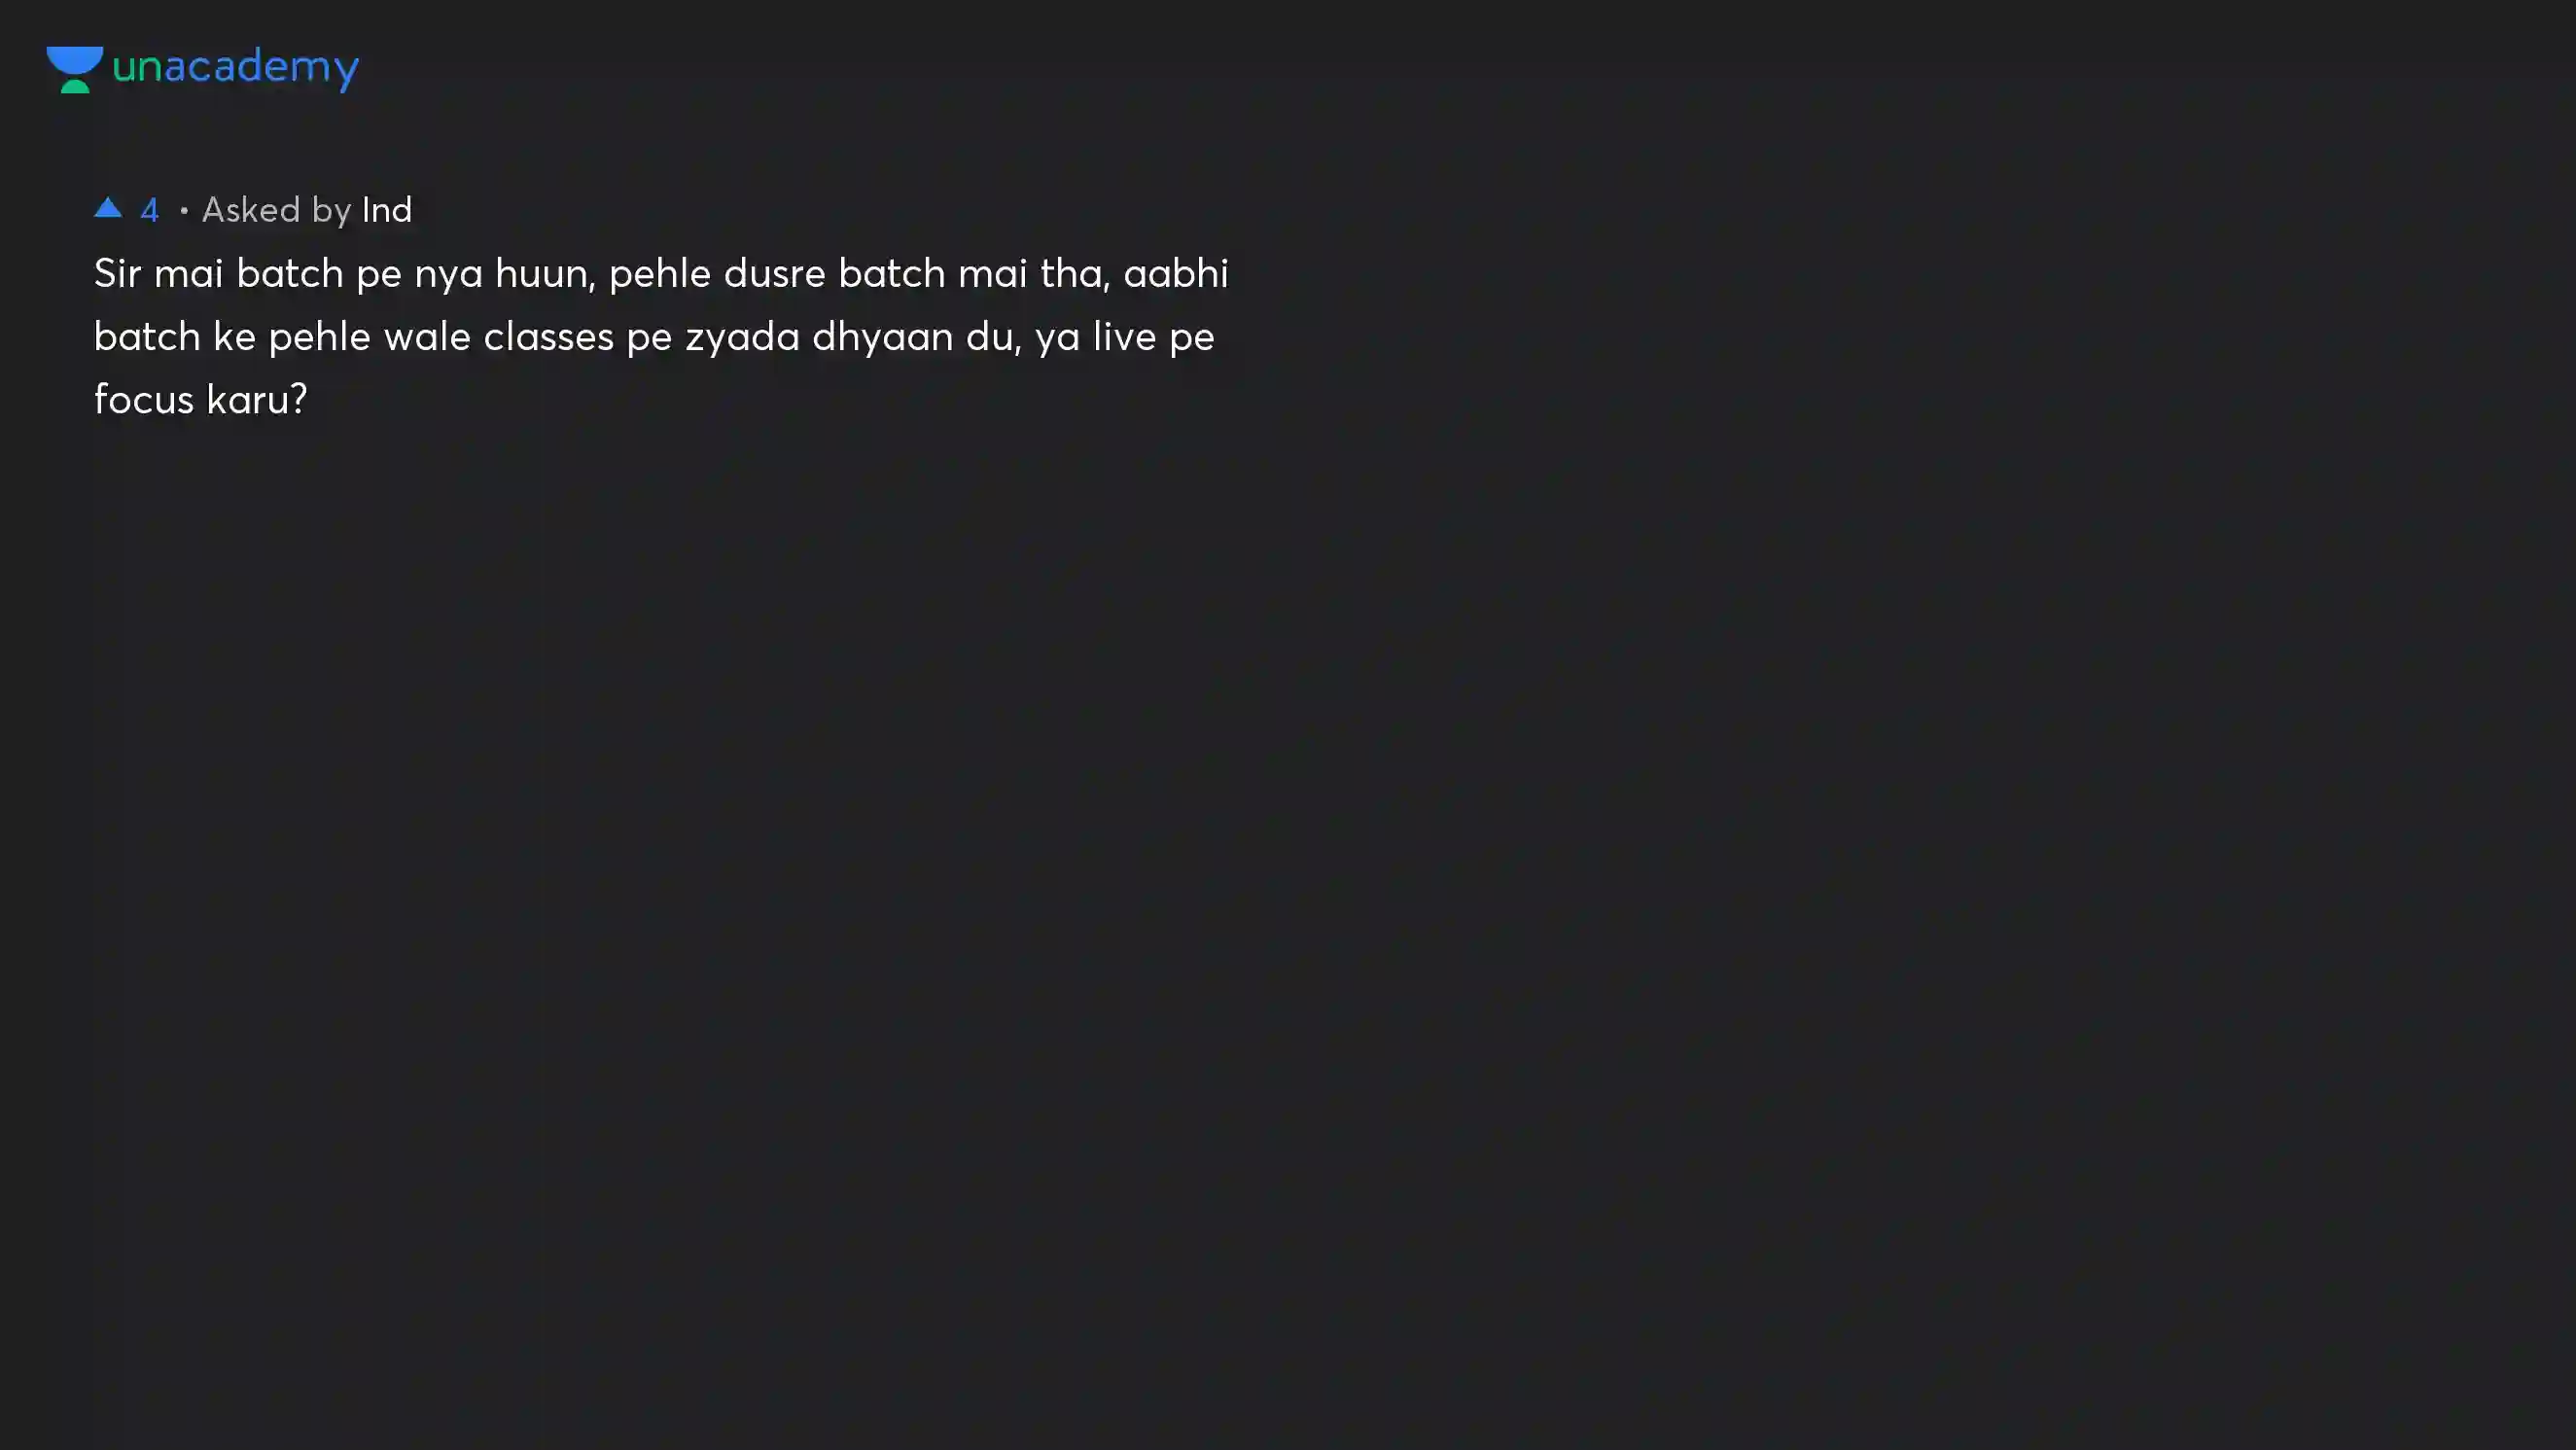 unacademy
4 • Asked by Ind
Sir mai batch pe nya huun, pehle dusre batch mai tha, aabhi
batch ke pehle wale classes pe zyada dhyaan du, ya live pe
focus karu?